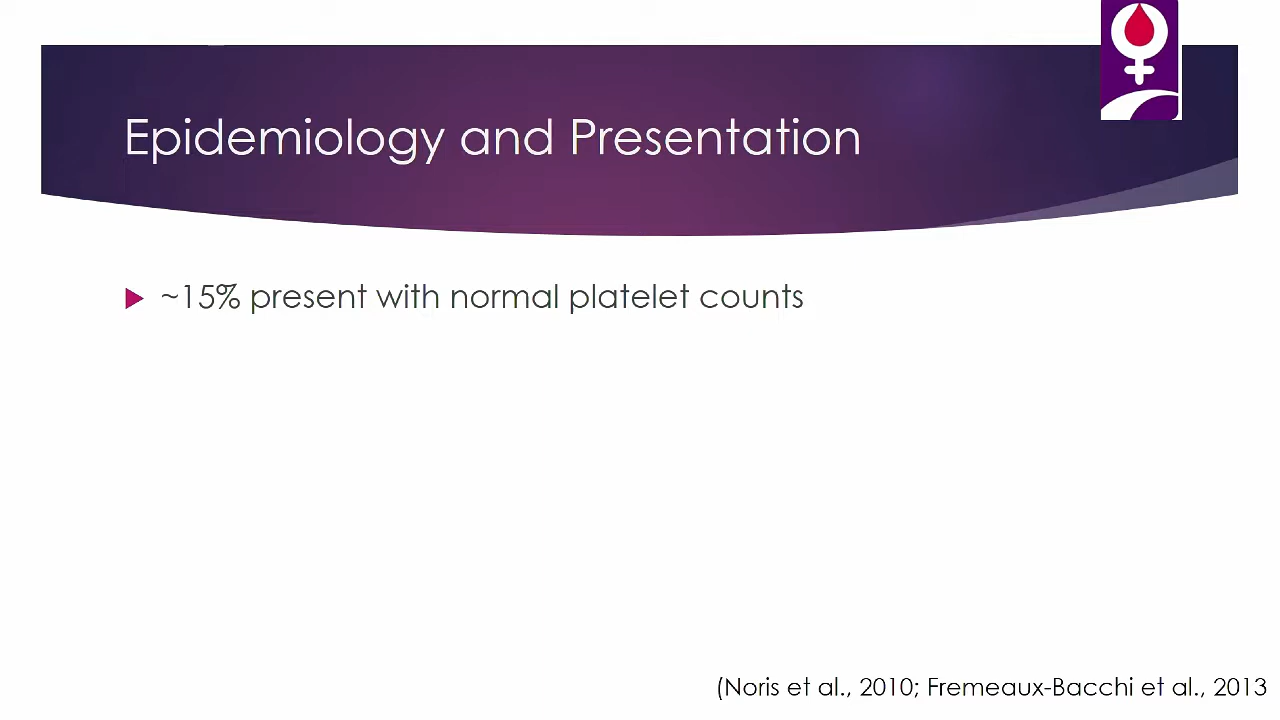 Epidemiology and Presentation
~15% present with normal platelet counts
(Noris et al., 2010; Fremeaux-Bacchi et al., 2013